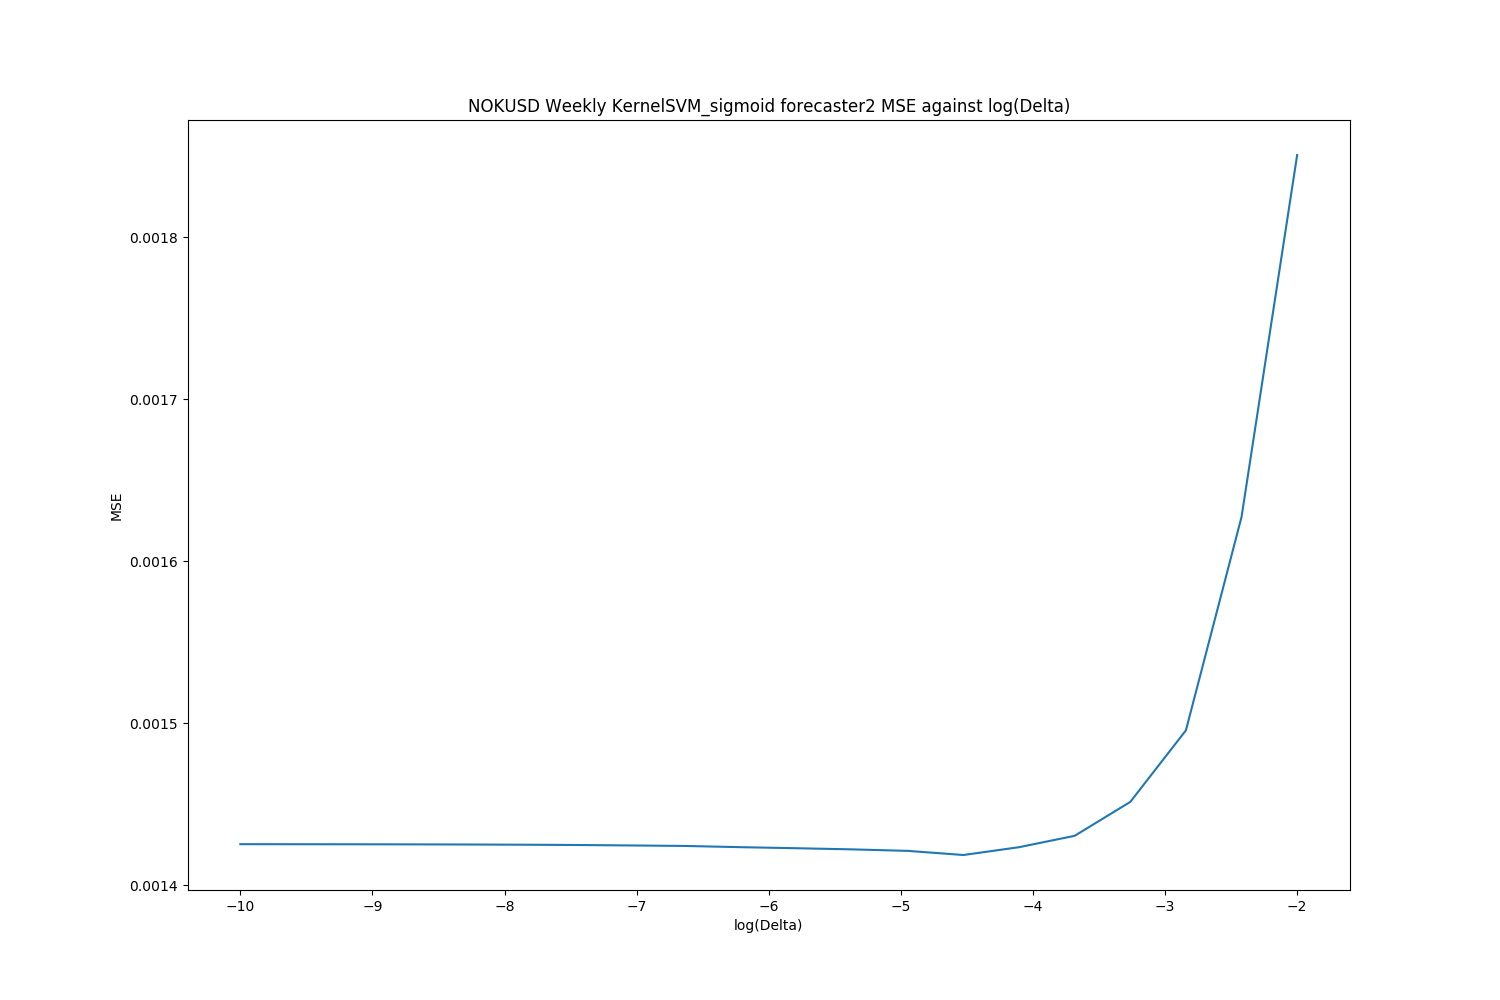 NOKUSD Weekly KernelSVM_sigmoid forecaster2 MSE against log(Delta)
0.0018
0.0017
MSE
0.0016
0.0015
0.0014
−10 −9 −8 −7 −6 −5 −4 −3 −2
log(Delta)